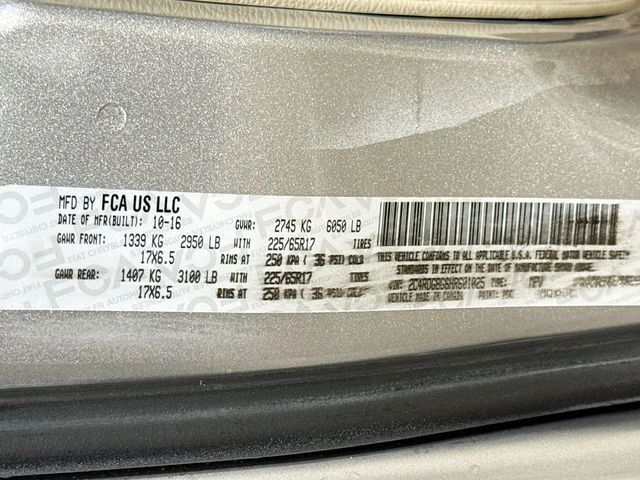 MFD BY FCA US LLC
DATE OF MFR(BUILT): 10-16 GVWR: 2745 KG 6050 LB
GAWR FRONT: 1339 KG 2950 LB WITH 225/65R17 TIRES
17X6.5 RIMS AT 250 KPA ( 36 PSI) COLD
GAWR REAR: 1407 KG 3100 LB WITH 225/65R17 TIRES
17X6.5 RIMS AT 250 KPA ( 36 PSI) COLD
THIS VEHICLE CONFORMS TO ALL APPLICABLE U.S.A. FEDERAL MOTOR VEHICLE SAFETY
STANDARDS IN EFFECT ON THE DATE OF MANUFACTURE SHOWN ABOVE.
VIN: TYPE: MPV
MADE IN CANADA PAINT: